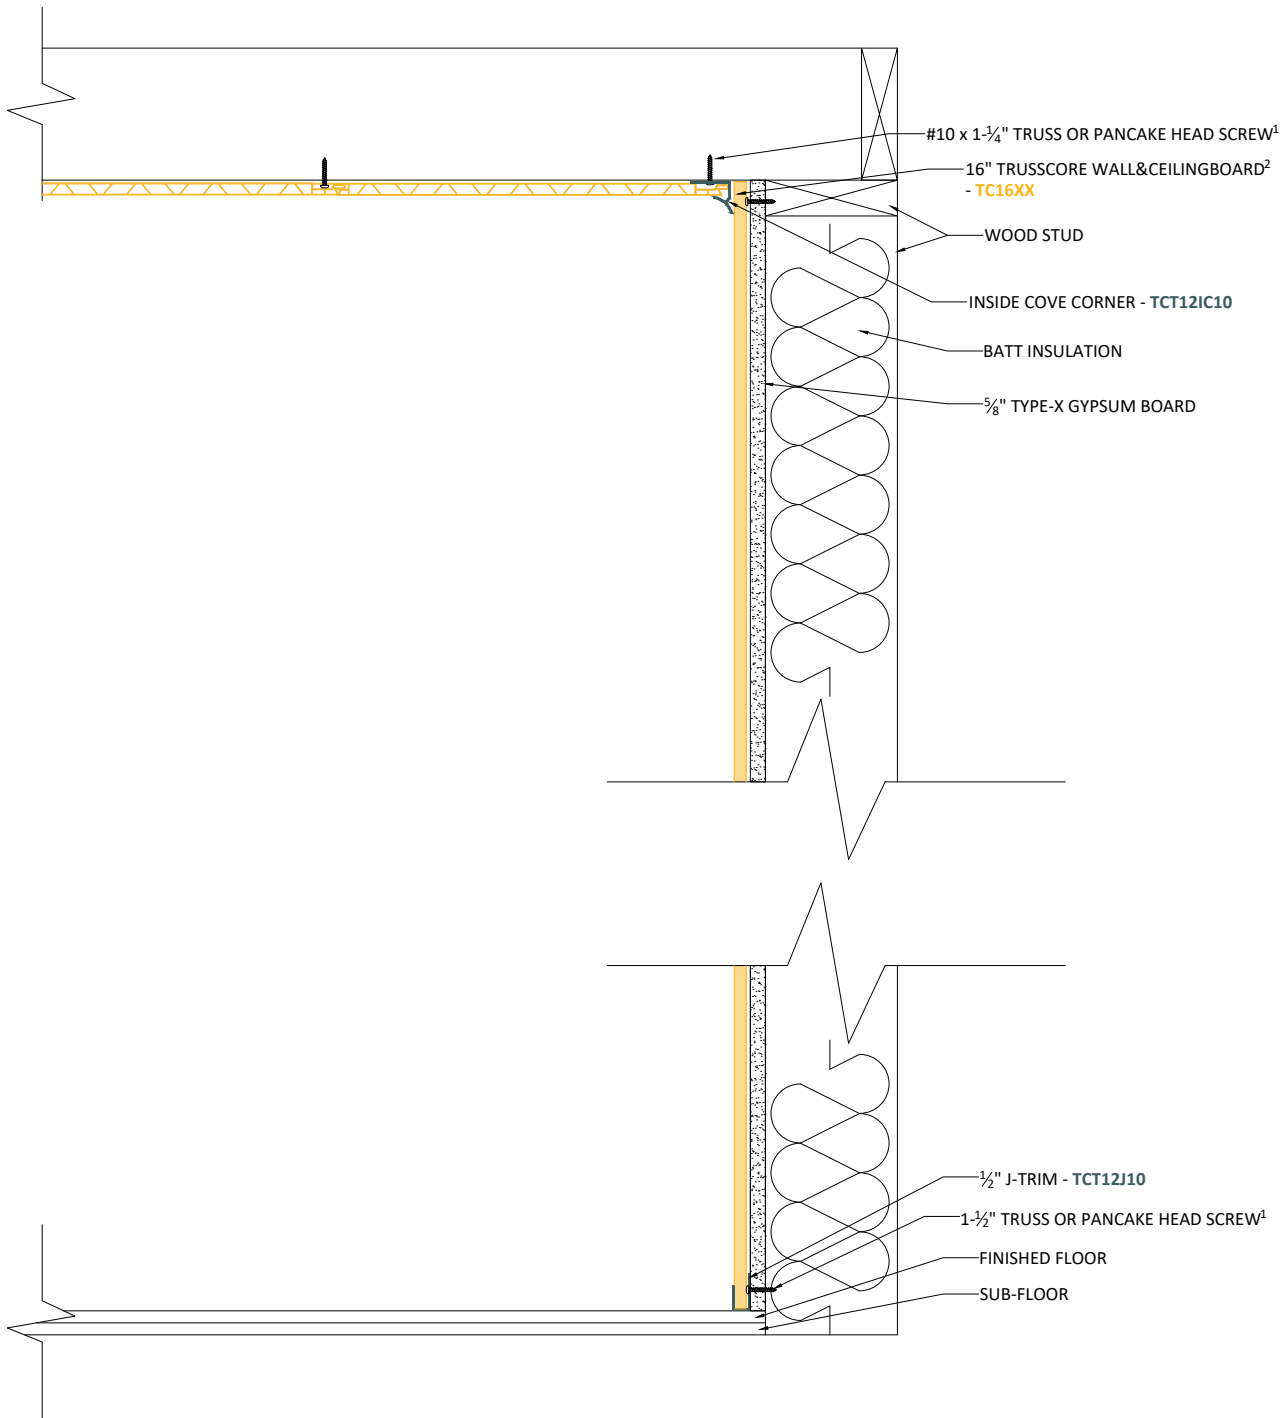 #10 x 1-¼" TRUSS OR PANCAKE HEAD SCREW¹
16" TRUSSCORE WALL&CEILINGBOARD²
- TC16XX
WOOD STUD
INSIDE COVE CORNER - TCT12IC10
BATT INSULATION
⅝" TYPE-X GYPSUM BOARD
½" J-TRIM - TCT12J10
1-½" TRUSS OR PANCAKE HEAD SCREW¹
FINISHED FLOOR
SUB-FLOOR